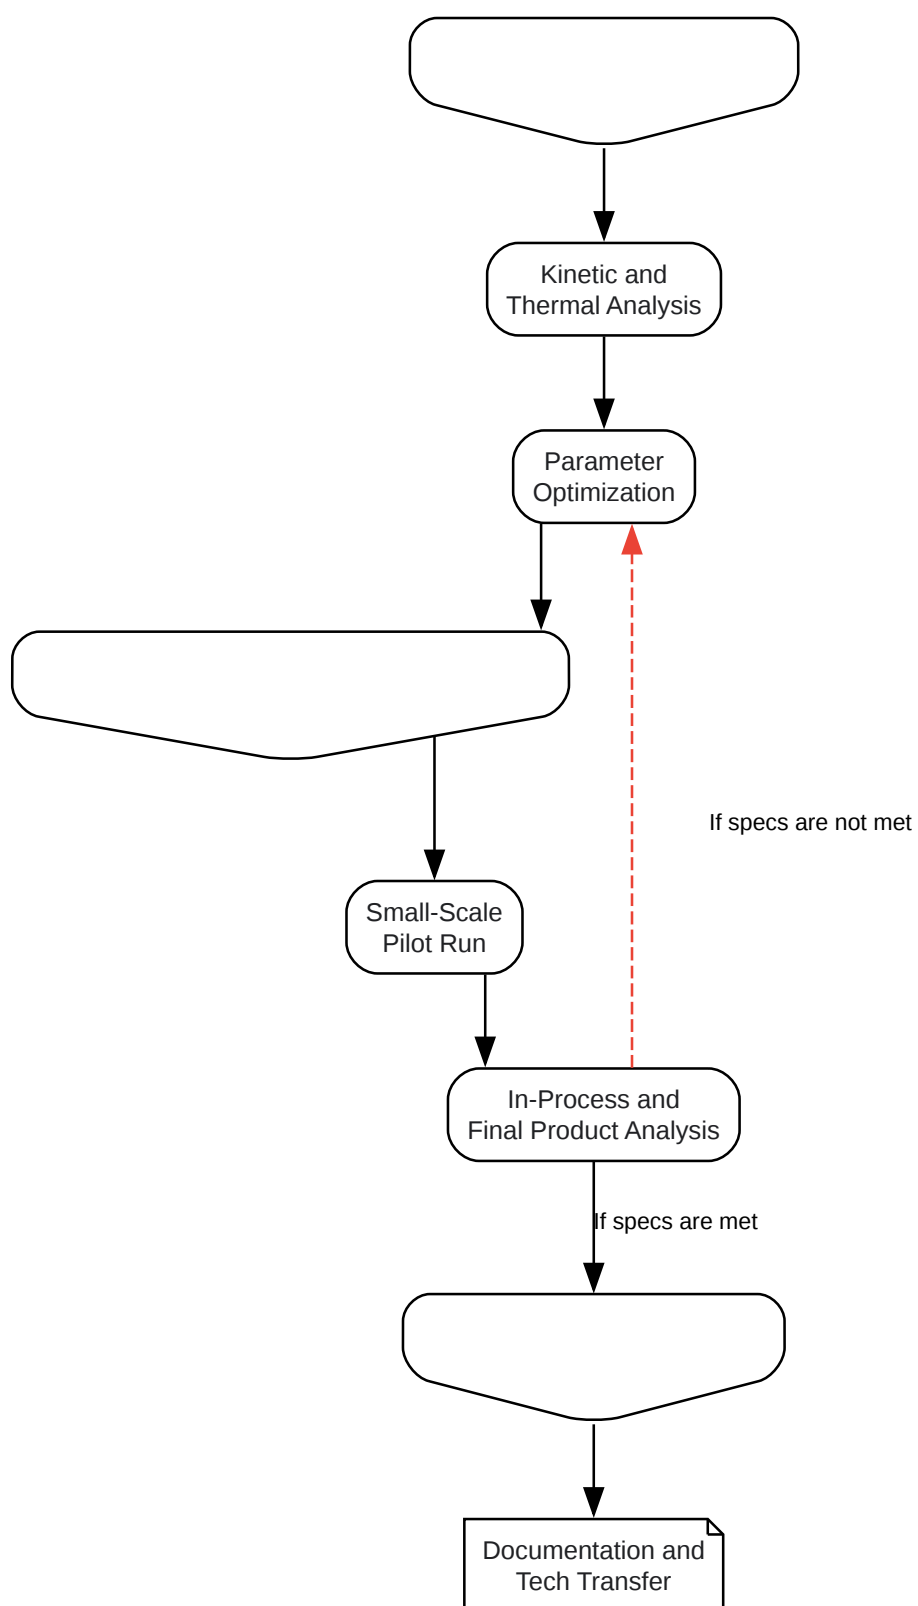 Kinetic and
Thermal Analysis
Parameter
Optimization
If specs are not met
Small-Scale
Pilot Run
In-Process and
Final Product Analysis
If specs are met
Documentation and
Tech Transfer